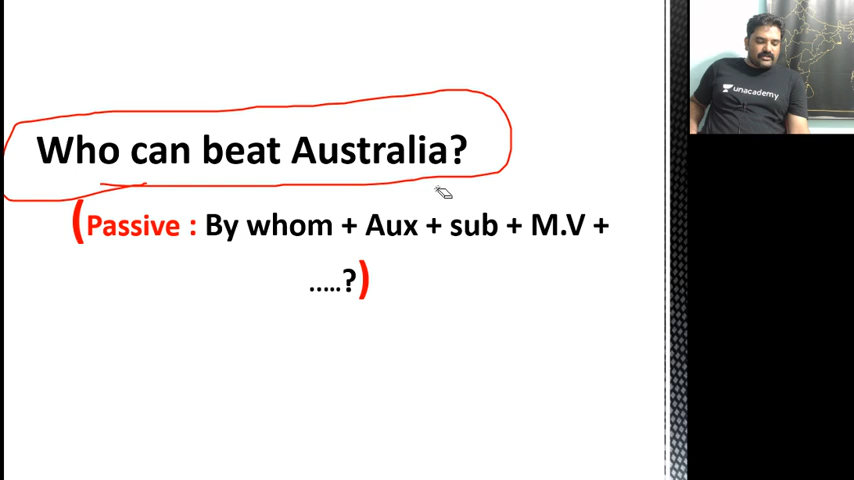 Who can beat Australia?
(Passive : By whom + Aux + sub + M.V +
.....?)
unacademy